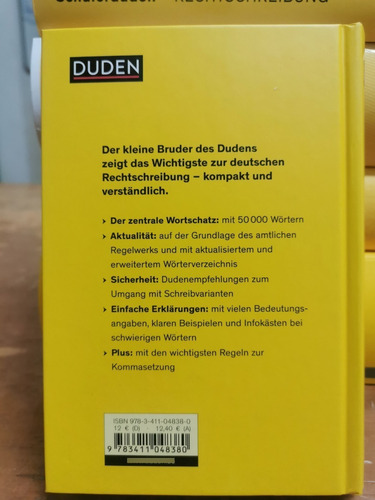 Schülerduden RECHTSCHREIBUNG
DUDEN
Der kleine Bruder des Dudens
zeigt das Wichtigste zur deutschen
Rechtschreibung – kompakt und
verständlich.
› Der zentrale Wortschatz: mit 50 000 Wörtern
› Aktualität: auf der Grundlage des amtlichen
Regelwerks und mit aktualisiertem und
erweitertem Wörterverzeichnis
› Sicherheit: Dudenempfehlungen zum
Umgang mit Schreibvarianten
› Einfache Erklärungen: mit vielen Bedeutungs-
angaben, klaren Beispielen und Infokästen bei
schwierigen Wörtern
› Plus: mit den wichtigsten Regeln zur
Kommasetzung
ISBN 978-3-411-04838-0
12 € (D) 12,40 € (A)
9 783411 048380